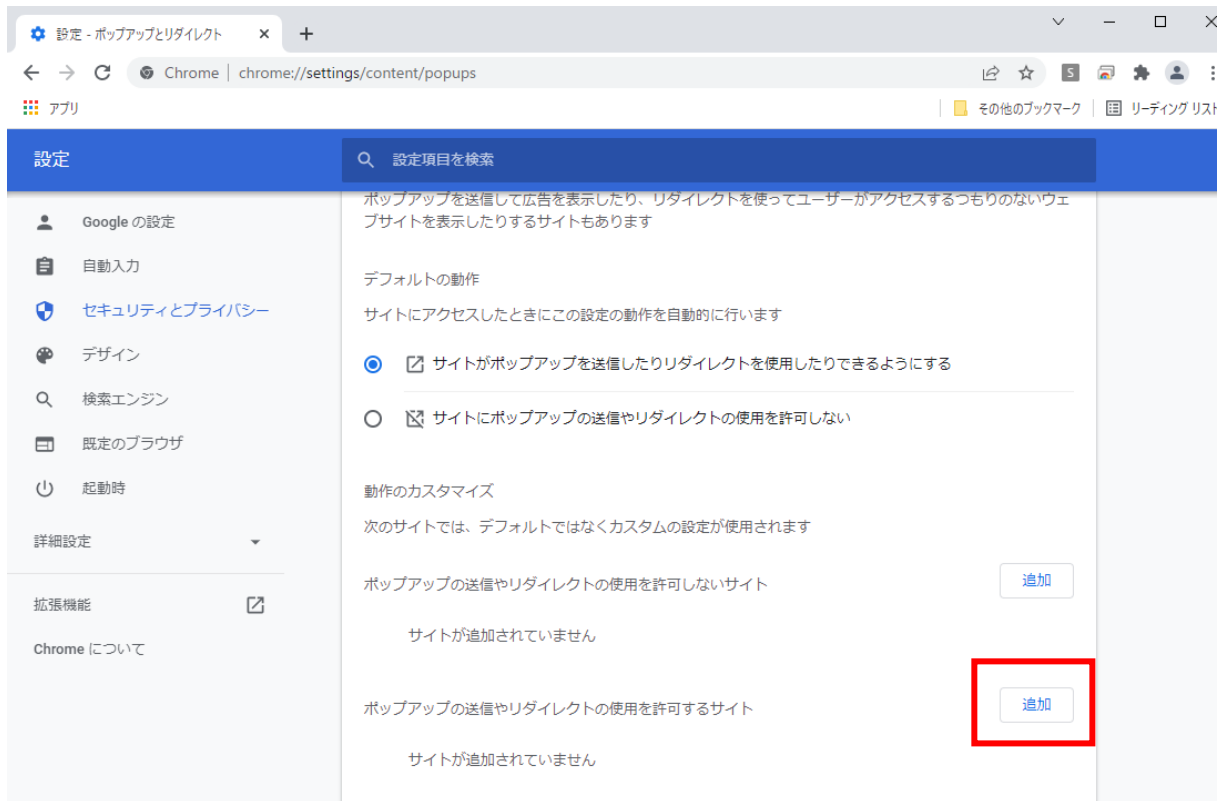 設定 - ポップアップとリダイレクト
Chrome | chrome://settings/content/popups
S
アプリ
その他のブックマーク
リーディング リスト
設定
設定項目を検索
ポップアップを送信して広告を表示したり、リダイレクトを使ってユーザーがアクセスするつもりのないウェ
ブサイトを表示したりするサイトもあります
Google の設定
自動入力
セキュリティとプライバシー
デザイン
検索エンジン
既定のブラウザ
起動時
詳細設定
拡張機能
Chrome について
デフォルトの動作
サイトにアクセスしたときにこの設定の動作を自動的に行います
サイトがポップアップを送信したりリダイレクトを使用したりできるようにする
サイトにポップアップの送信やリダイレクトの使用を許可しない
動作のカスタマイズ
次のサイトでは、デフォルトではなくカスタムの設定が使用されます
ポップアップの送信やリダイレクトの使用を許可しないサイト
追加
サイトが追加されていません
ポップアップの送信やリダイレクトの使用を許可するサイト
追加
サイトが追加されていません